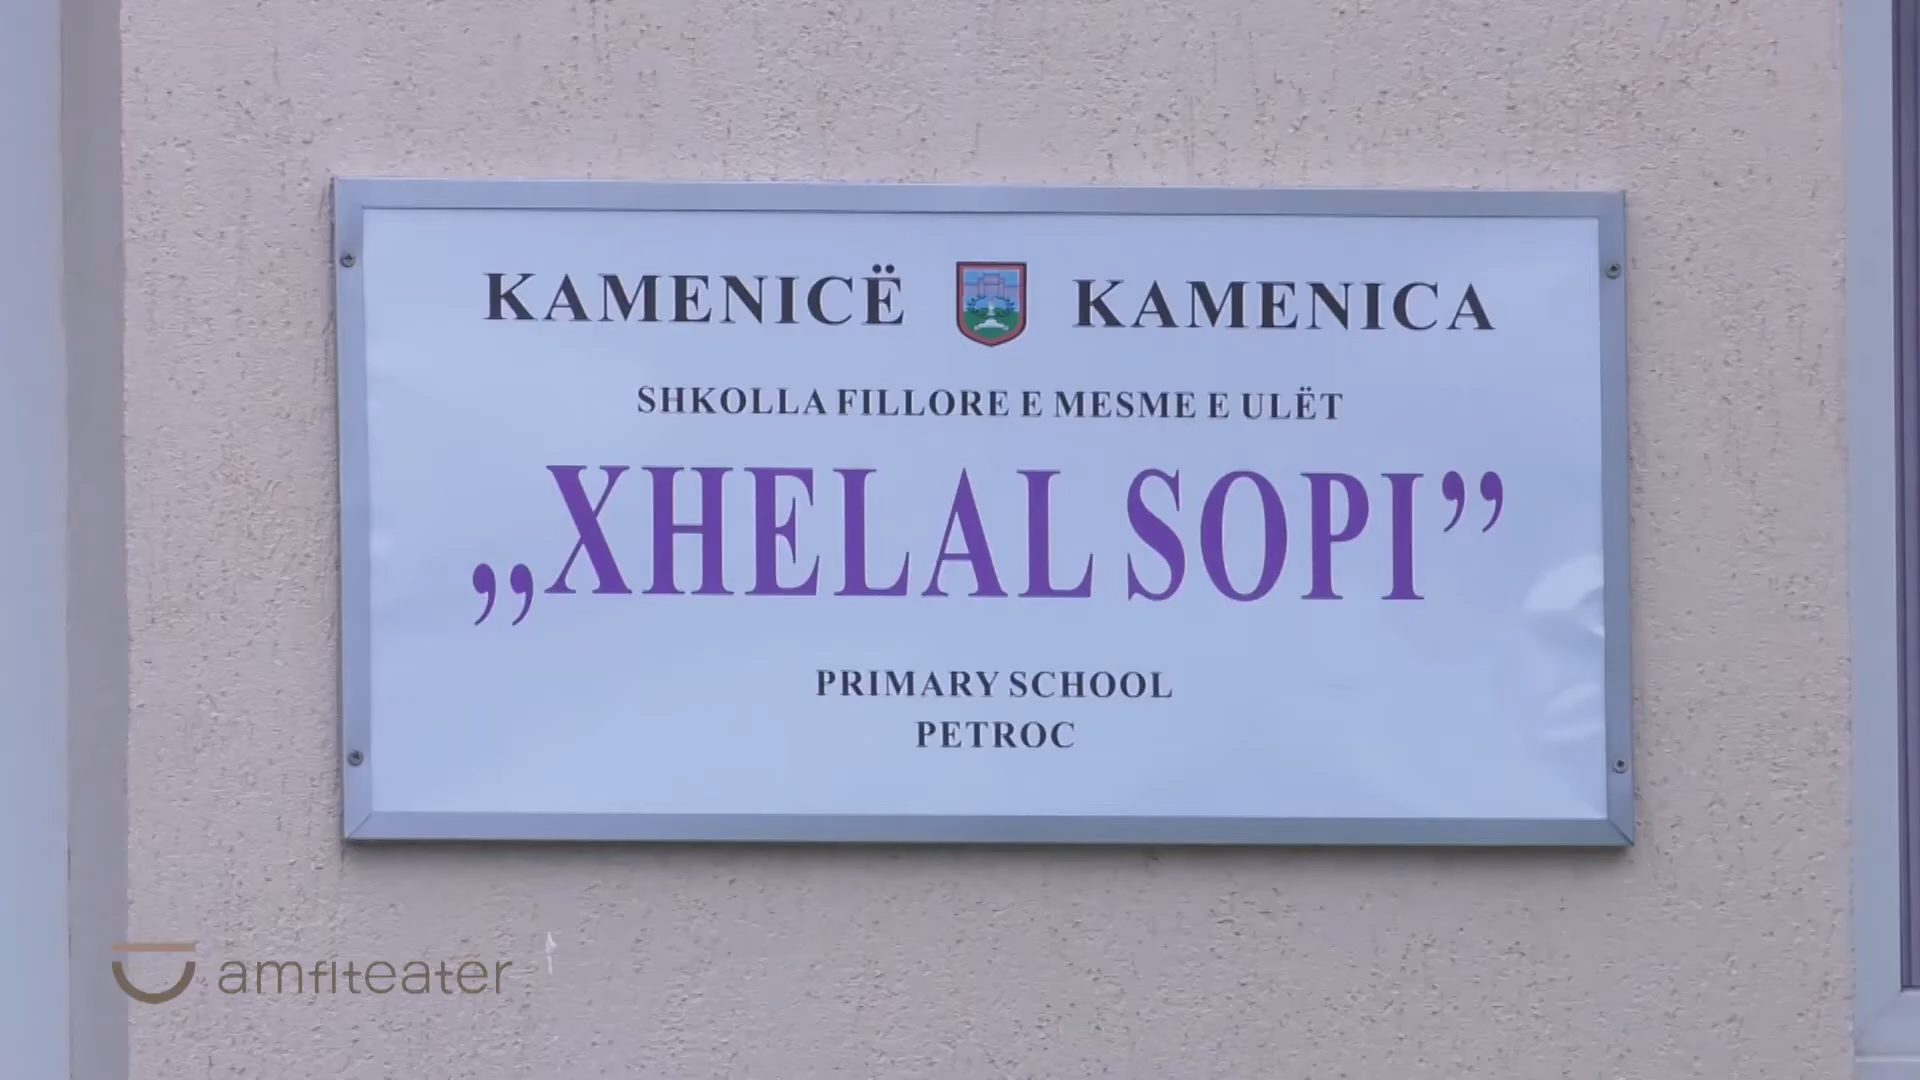 KAMENICË KAMENICA
SHKOLLA FILLORE E MESME E ULËT
„XHELAL SOPI”
PRIMARY SCHOOL
PETROC
amfiteater